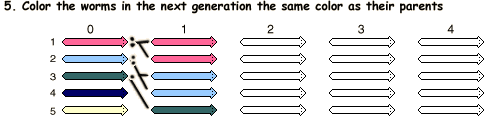 5. Color the worms in the next generation the same color as their parents
0 1 2 3 4
1
2
3
4
5